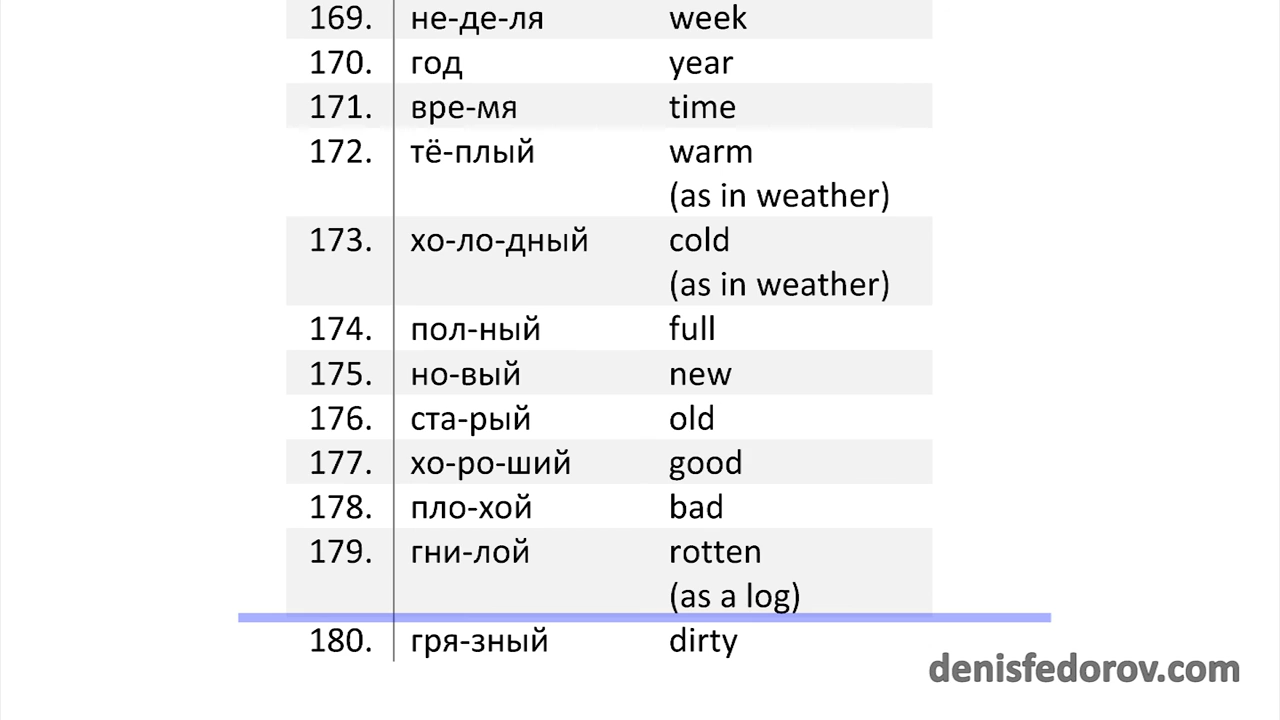 169. не-де-ля week
170. год year
171. вре-мя time
172. тё-плый warm
(as in weather)
173. хо-ло-дный cold
(as in weather)
174. пол-ный full
175. но-вый new
176. ста-рый old
177. хо-ро-ший good
178. пло-хой bad
179. гни-лой rotten
(as a log)
180. гря-зный dirty
denisfedorov.com